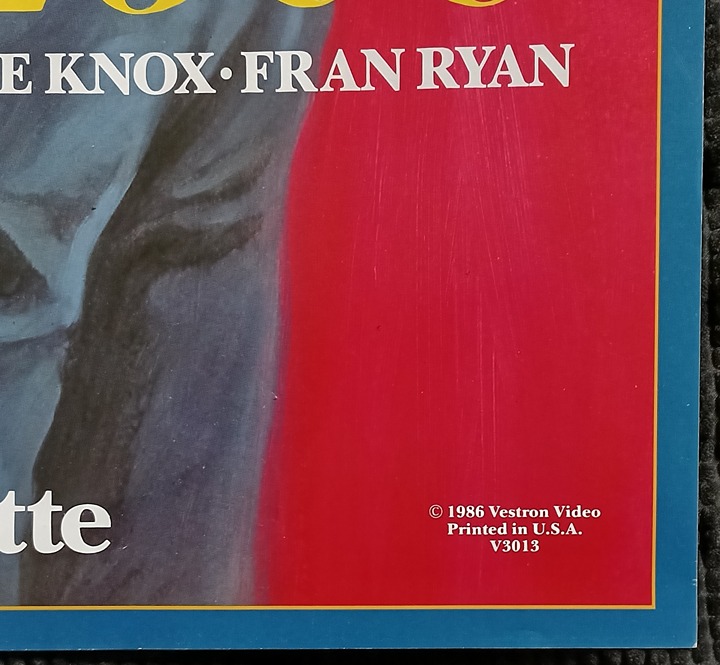 E KNOX · FRAN RYAN
tte
© 1986 Vestron Video
Printed in U.S.A.
V3013